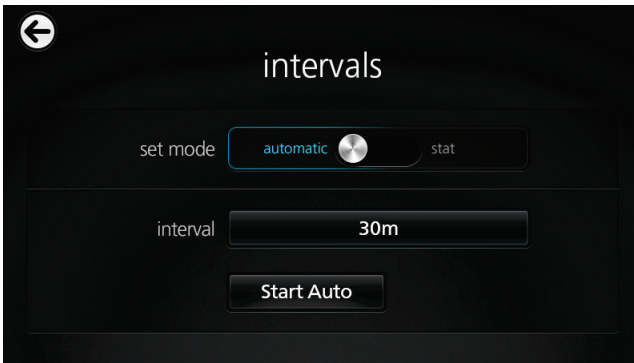 intervals
set mode automatic stat
interval 30m
Start Auto